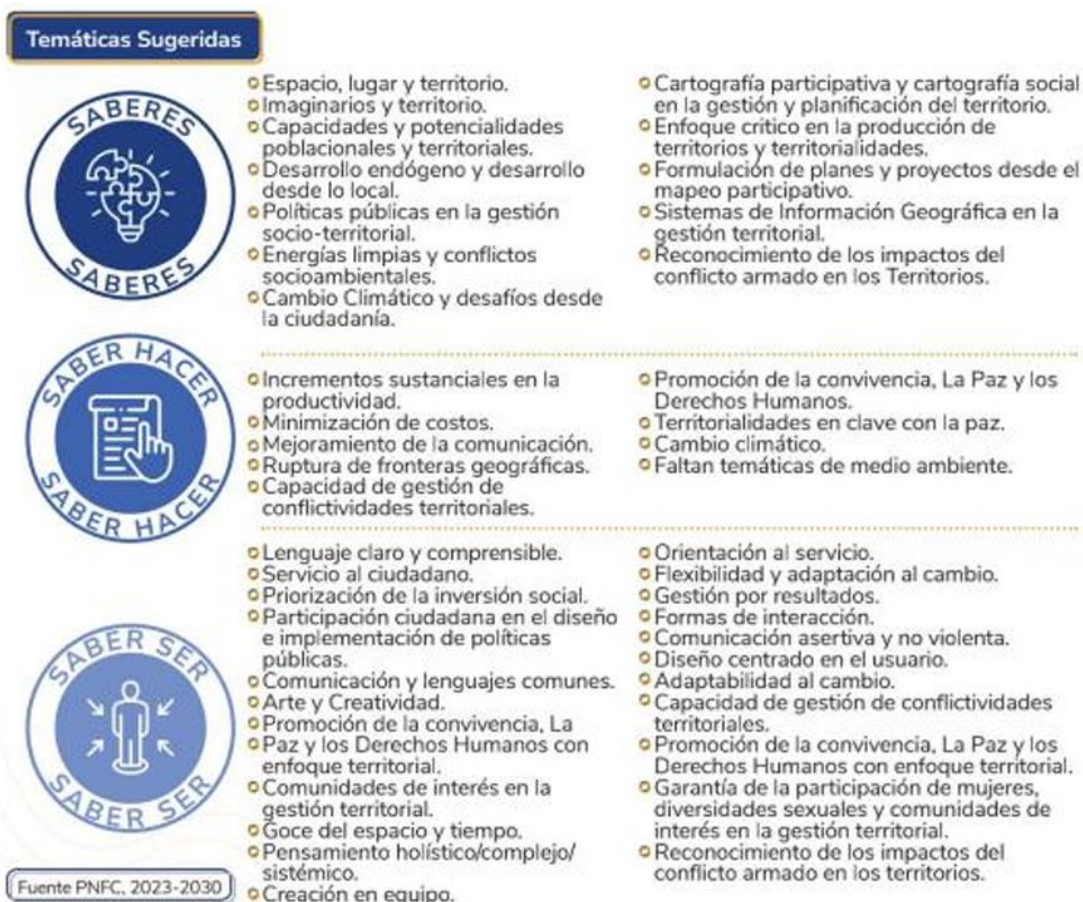 Temáticas Sugeridas
SABERES
SABERES
Espacio, lugar y territorio.
Imaginarios y territorio.
Capacidades y potencialidades
poblacionales y territoriales.
Desarrollo endógeno y desarrollo
desde lo local.
Políticas públicas en la gestión
socio-territorial.
Energías limpias y conflictos
socioambientales.
Cambio Climático y desafíos desde
la ciudadanía.
Cartografía participativa y cartografía social
en la gestión y planificación del territorio.
Enfoque critico en la producción de
territorios y territorialidades.
Formulación de planes y proyectos desde el
mapeo participativo.
Sistemas de Información Geográfica en la
gestión territorial.
Reconocimiento de los impactos del
conflicto armado en los Territorios.
SABER HACER
SABER HACER
Incrementos sustanciales en la
productividad.
Minimización de costos.
Mejoramiento de la comunicación.
Ruptura de fronteras geográficas.
Capacidad de gestión de
conflictividades territoriales.
Promoción de la convivencia, La Paz y los
Derechos Humanos.
Territorialidades en clave con la paz.
Cambio climático.
Faltan temáticas de medio ambiente.
SABER SER
SABER SER
Lenguaje claro y comprensible.
Servicio al ciudadano.
Priorización de la inversión social.
Participación ciudadana en el diseño
e implementación de políticas
públicas.
Comunicación y lenguajes comunes.
Arte y Creatividad.
Promoción de la convivencia, La
Paz y los Derechos Humanos con
enfoque territorial.
Comunidades de interés en la
gestión territorial.
Goce del espacio y tiempo.
Pensamiento holístico/complejo/
sistémico.
Creación en equipo.
Orientación al servicio.
Flexibilidad y adaptación al cambio.
Gestión por resultados.
Formas de interacción.
Comunicación asertiva y no violenta.
Diseño centrado en el usuario.
Adaptabilidad al cambio.
Capacidad de gestión de conflictividades
territoriales.
Promoción de la convivencia, La Paz y los
Derechos Humanos con enfoque territorial.
Garantía de la participación de mujeres,
diversidades sexuales y comunidades de
interés en la gestión territorial.
Reconocimiento de los impactos del
conflicto armado en los territorios.
Fuente PNFC, 2023-2030